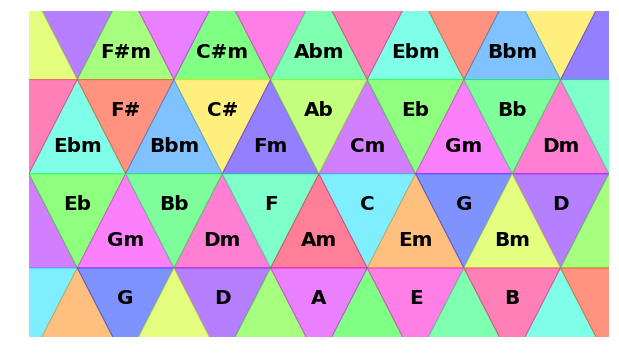 F#m C#m Abm Ebm Bbm
F# C# Ab Eb Bb
Ebm Bbm Fm Cm Gm Dm
Eb Bb F C G D
Gm Dm Am Em Bm
G D A E B